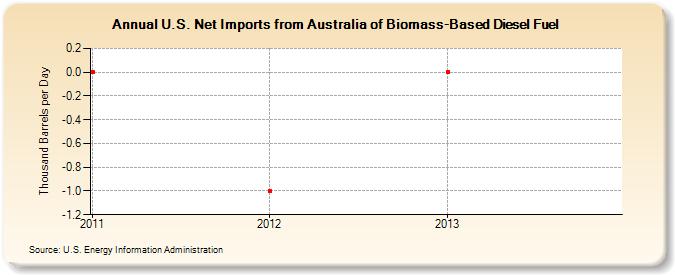 Annual U.S. Net Imports from Australia of Biomass-Based Diesel Fuel
Thousand Barrels per Day
0.2
0.0
-0.2
-0.4
-0.6
-0.8
-1.0
-1.2
2011 2012 2013
Source: U.S. Energy Information Administration